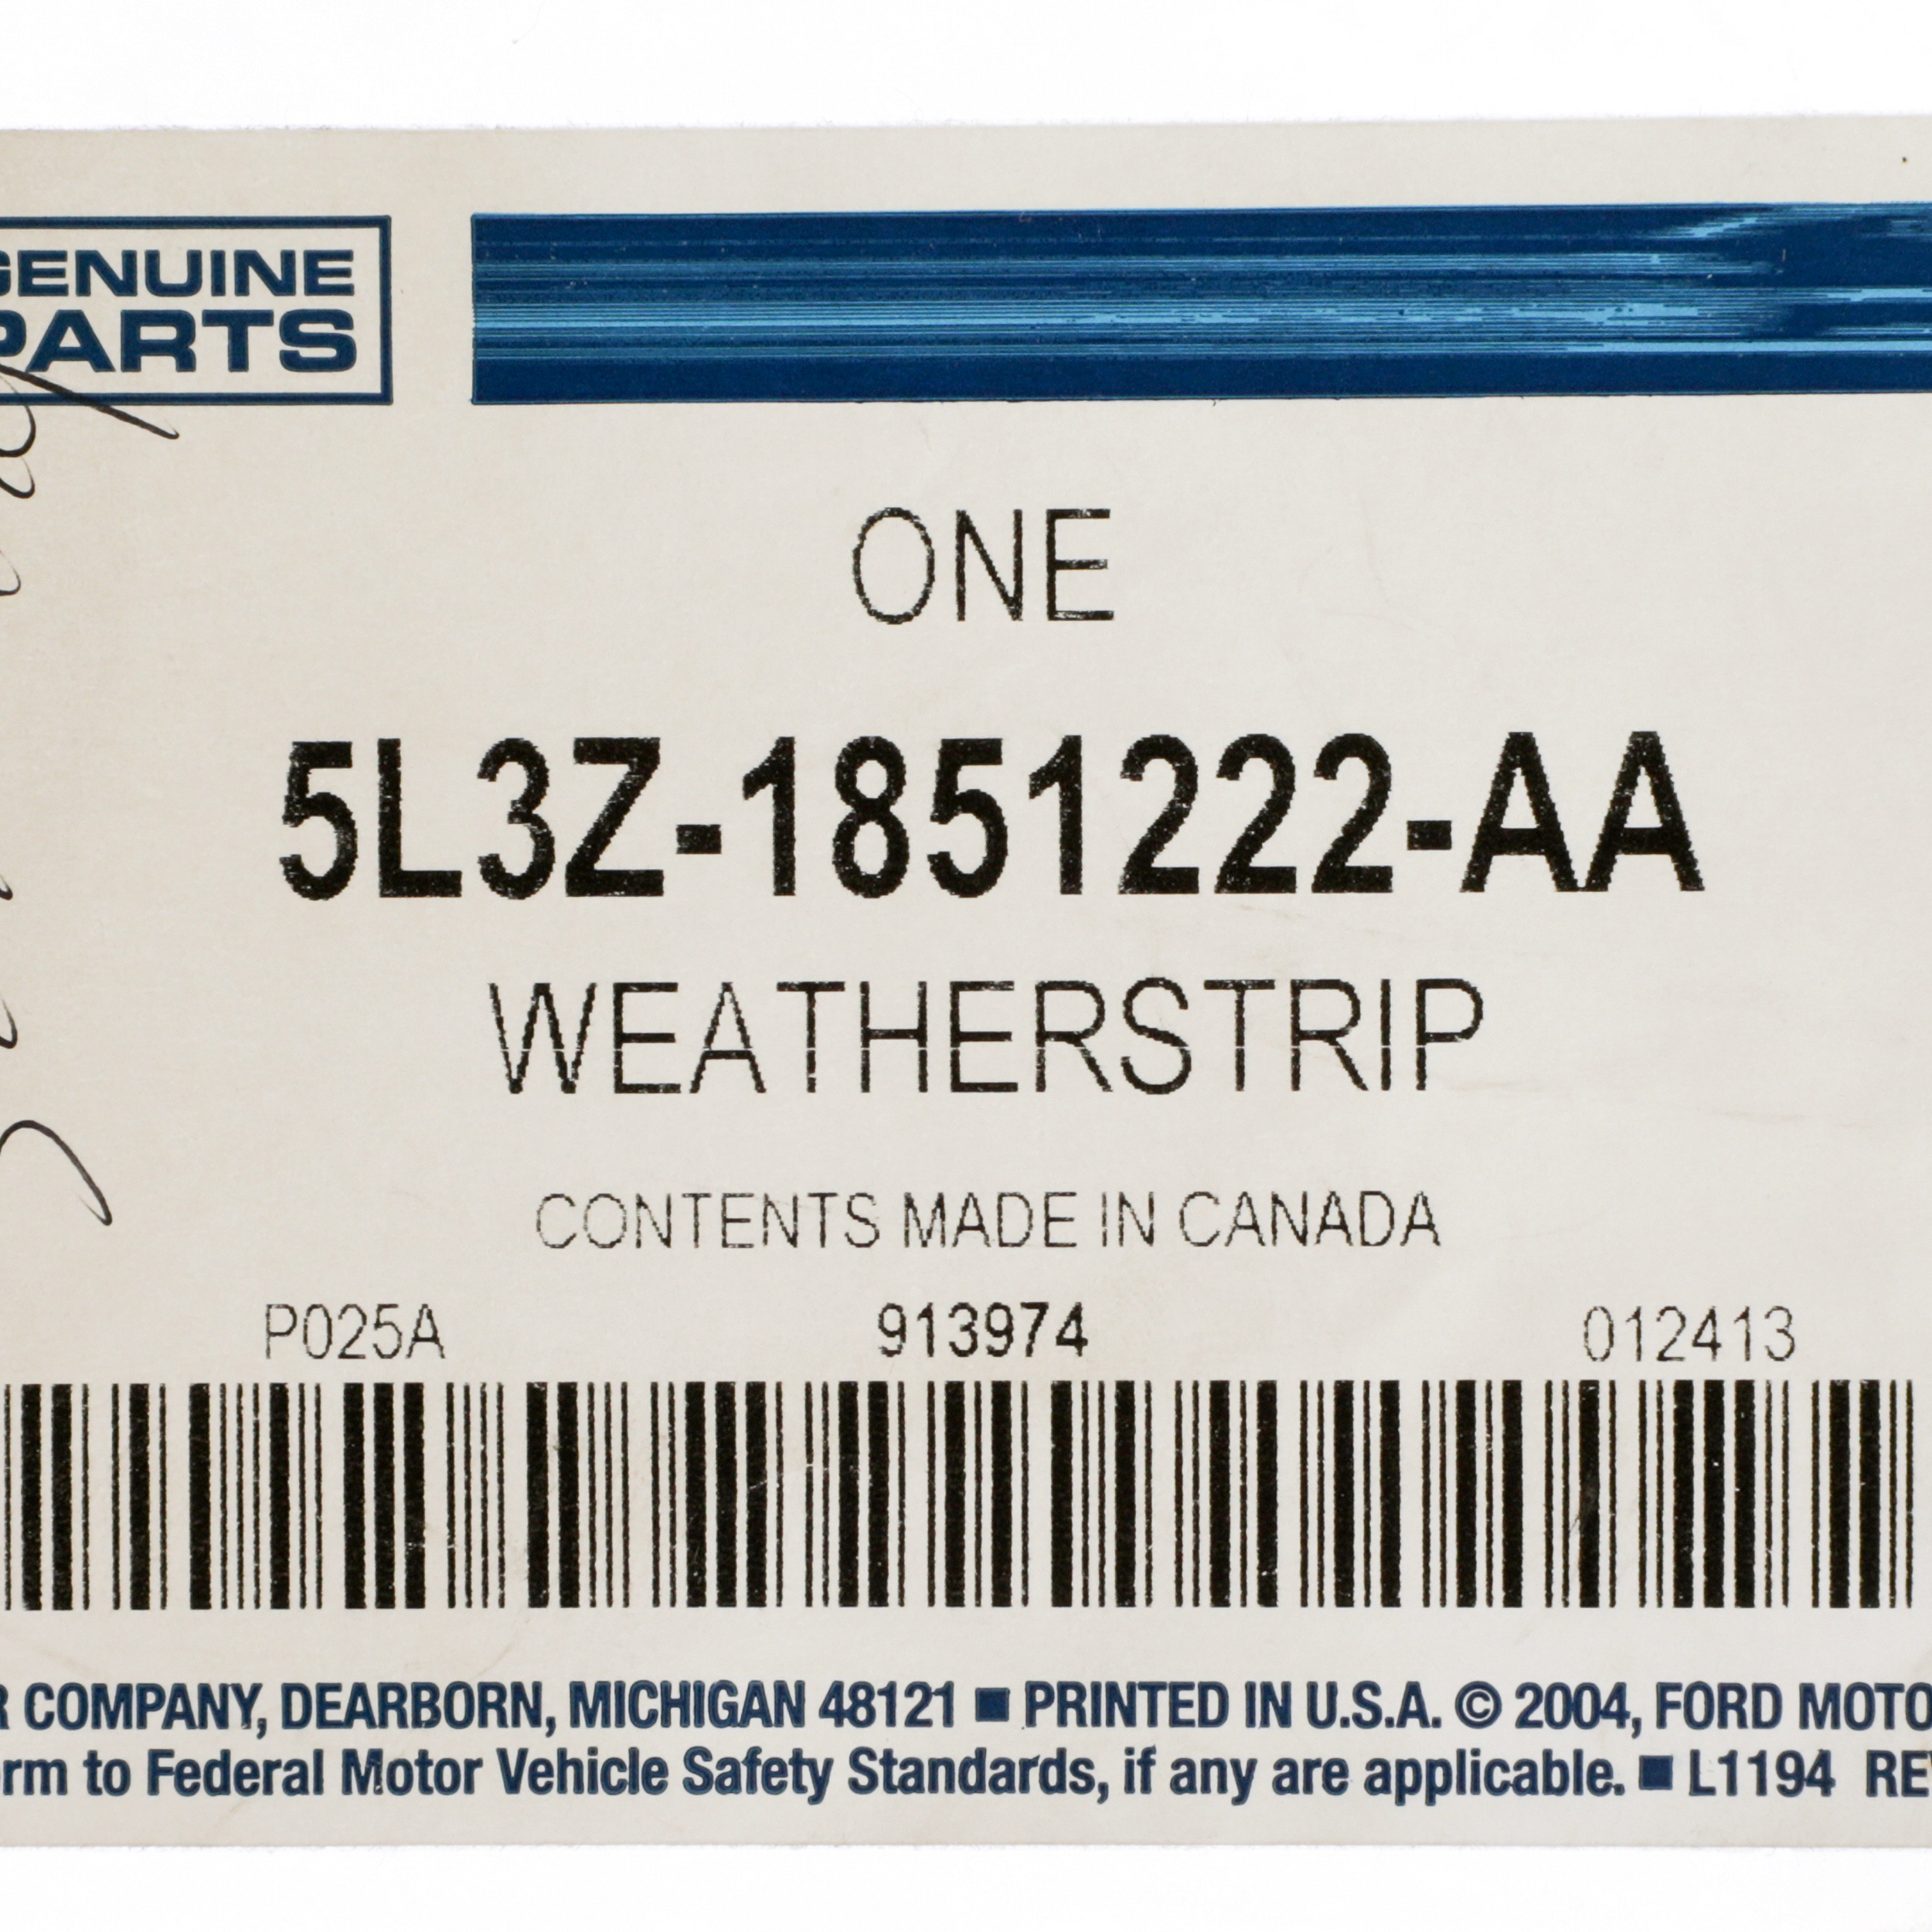 GENUINE
PARTS
ONE
5L3Z-1851222-AA
WEATHERSTRIP
CONTENTS MADE IN CANADA
P025A 913974 012413
R COMPANY, DEARBORN, MICHIGAN 48121 ■ PRINTED IN U.S.A. © 2004, FORD MOTO
rm to Federal Motor Vehicle Safety Standards, if any are applicable. ■ L1194 RE